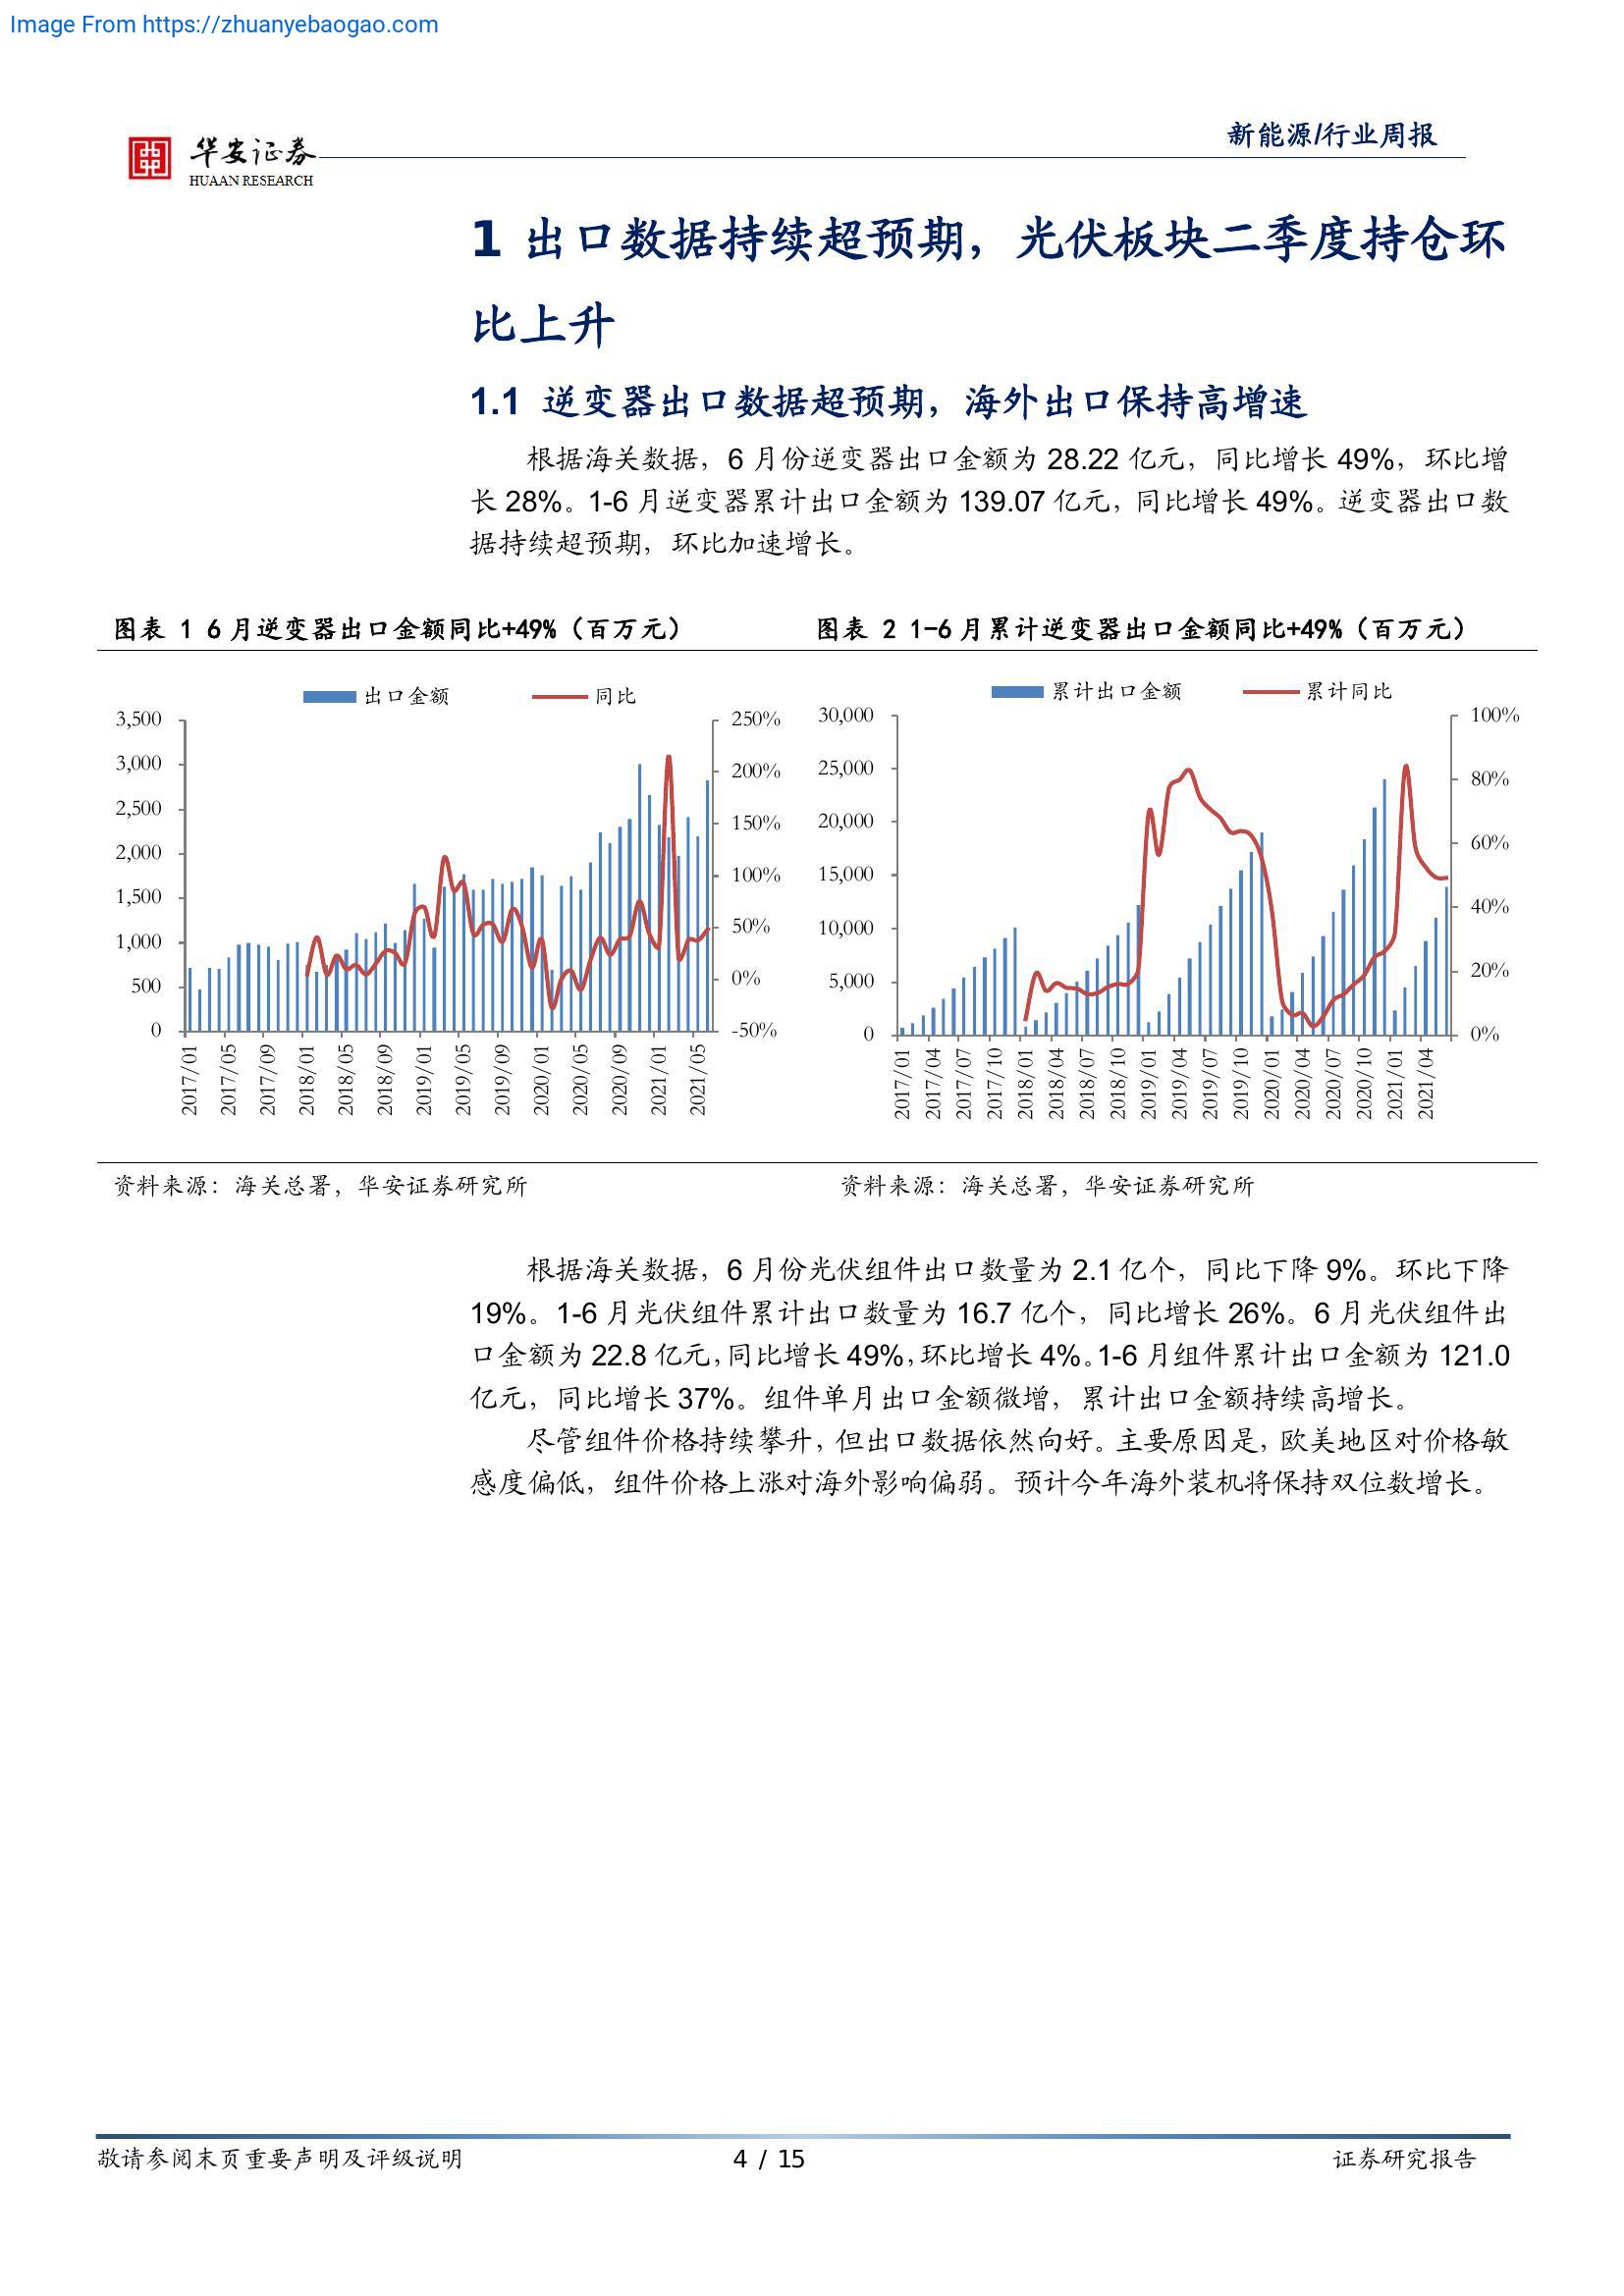 Image From https://zhuanyebaogao.com
华安证券
HUAAN RESEARCH
新能源/行业周报
1 出口数据持续超预期，光伏板块二季度持仓环
比上升
1.1 逆变器出口数据超预期，海外出口保持高增速
根据海关数据，6 月份逆变器出口金额为 28.22 亿元，同比增长 49%，环比增
长 28%。1-6 月逆变器累计出口金额为 139.07 亿元，同比增长 49%。逆变器出口数
据持续超预期，环比加速增长。
图表 1 6 月逆变器出口金额同比+49%（百万元）
出口金额
同比
3,500
3,000
2,500
2,000
1,500
1,000
500
0
250%
200%
150%
100%
50%
0%
-50%
2017/01
2017/05
2017/09
2018/01
2018/05
2018/09
2019/01
2019/05
2019/09
2020/01
2020/05
2020/09
2021/01
2021/05
资料来源：海关总署，华安证券研究所
图表 2 1-6 月累计逆变器出口金额同比+49%（百万元）
累计出口金额
累计同比
30,000
25,000
20,000
15,000
10,000
5,000
0
100%
80%
60%
40%
20%
0%
2017/01
2017/04
2017/07
2017/10
2018/01
2018/04
2018/07
2018/10
2019/01
2019/04
2019/07
2019/10
2020/01
2020/04
2020/07
2020/10
2021/01
2021/04
资料来源：海关总署，华安证券研究所
根据海关数据，6 月份光伏组件出口数量为 2.1 亿个，同比下降 9%。环比下降
19%。1-6 月光伏组件累计出口数量为 16.7 亿个，同比增长 26%。6 月光伏组件出
口金额为 22.8 亿元，同比增长 49%，环比增长 4%。1-6 月组件累计出口金额为 121.0
亿元，同比增长 37%。组件单月出口金额微增，累计出口金额持续高增长。
尽管组件价格持续攀升，但出口数据依然向好。主要原因是，欧美地区对价格敏
感度偏低，组件价格上涨对海外影响偏弱。预计今年海外装机将保持双位数增长。
敬请参阅末页重要声明及评级说明
4 / 15
证券研究报告